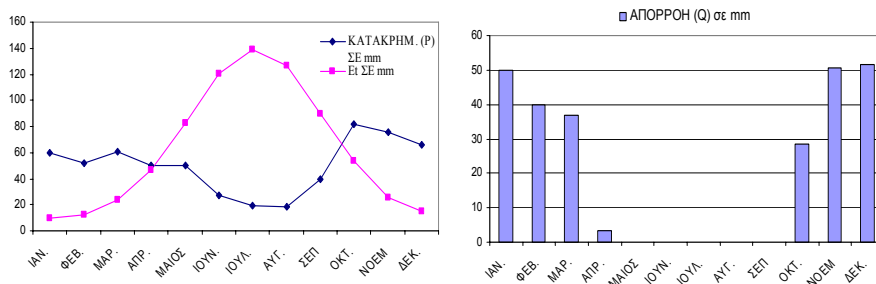 160
140
120
100
80
60
40
20
0
ΚΑΤΑΚΡΗΜ. (P)
ΣΕ mm
Et ΣΕ mm
ΙΑΝ.
ΦΕΒ.
ΜΑΡ.
ΑΠΡ.
ΜΑΙΟΣ
ΙΟΥΝ.
ΙΟΥΛ.
ΑΥΓ.
ΣΕΠ
ΟΚΤ.
ΝΟΕΜ
ΔΕΚ.
ΑΠΟΡΡΟΗ (Q) σε mm
60
50
40
30
20
10
0
ΙΑΝ.
ΦΕΒ.
ΜΑΡ.
ΑΠΡ.
ΜΑΙΟΣ
ΙΟΥΝ.
ΙΟΥΛ.
ΑΥΓ.
ΣΕΠ
ΟΚΤ.
ΝΟΕΜ
ΔΕΚ.